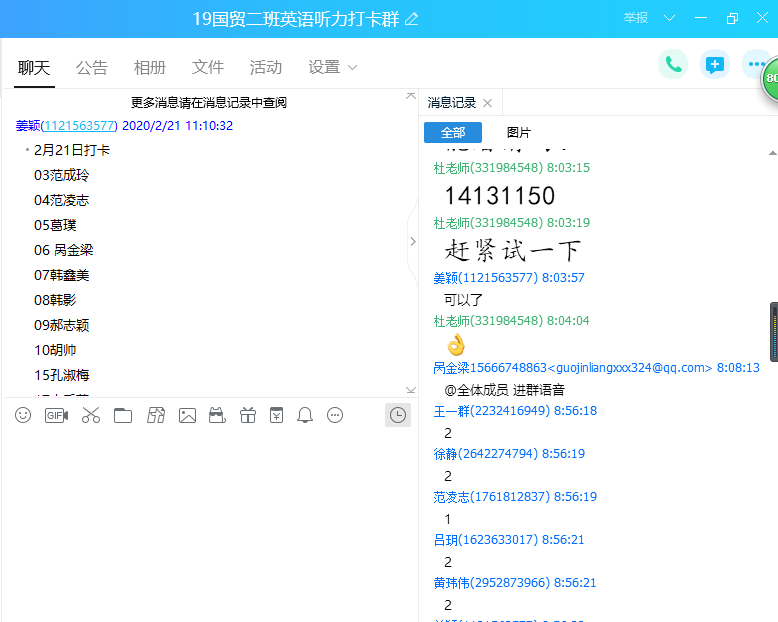 19国贸二班英语听力打卡群
举报
聊天 公告 相册 文件 活动 设置
80
更多消息请在消息记录中查阅
姜颖(1121563577) 2020/2/21 11:10:32
2月21日打卡
03范成玲
04范凌志
05葛璞
06 呙金梁
07韩鑫美
08韩影
09郝志颖
10胡帅
15孔淑梅
GIF
消息记录
全部 图片
杜老师(331984548) 8:03:15
14131150
杜老师(331984548) 8:03:19
赶紧试一下
姜颖(1121563577) 8:03:57
可以了
杜老师(331984548) 8:04:04
呙金梁15666748863<guojinliangxxx324@qq.com> 8:08:13
@全体成员 进群语音
王一群(2232416949) 8:56:18
2
徐静(2642274794) 8:56:19
2
范凌志(1761812837) 8:56:19
1
吕玥(1623633017) 8:56:21
2
黄玮伟(2952873966) 8:56:21
2